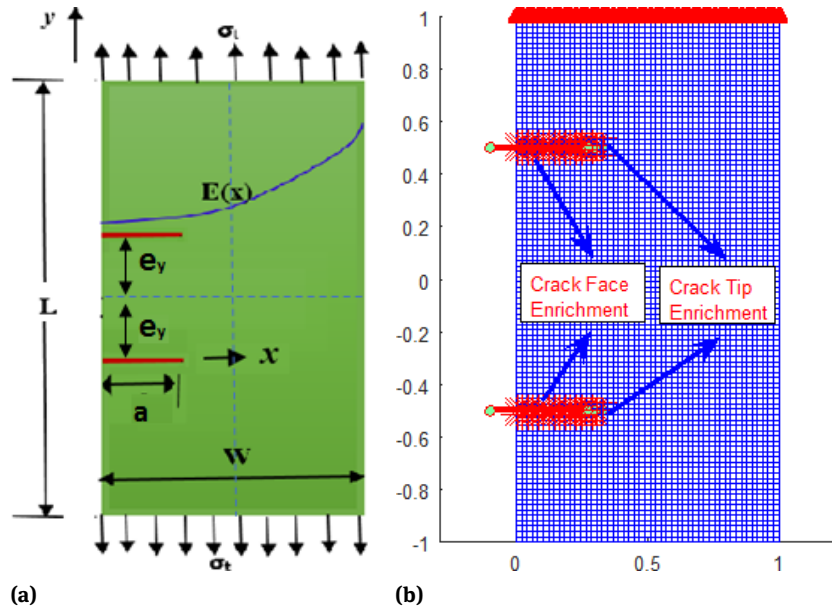 y
σt
E(x)
ey
L
ey
x
a
W
σt
(a)
1
0.8
0.6
0.4
0.2
0
-0.2
-0.4
-0.6
-0.8
-1
Crack Face
Enrichment
Crack Tip
Enrichment
0
0.5
1
(b)